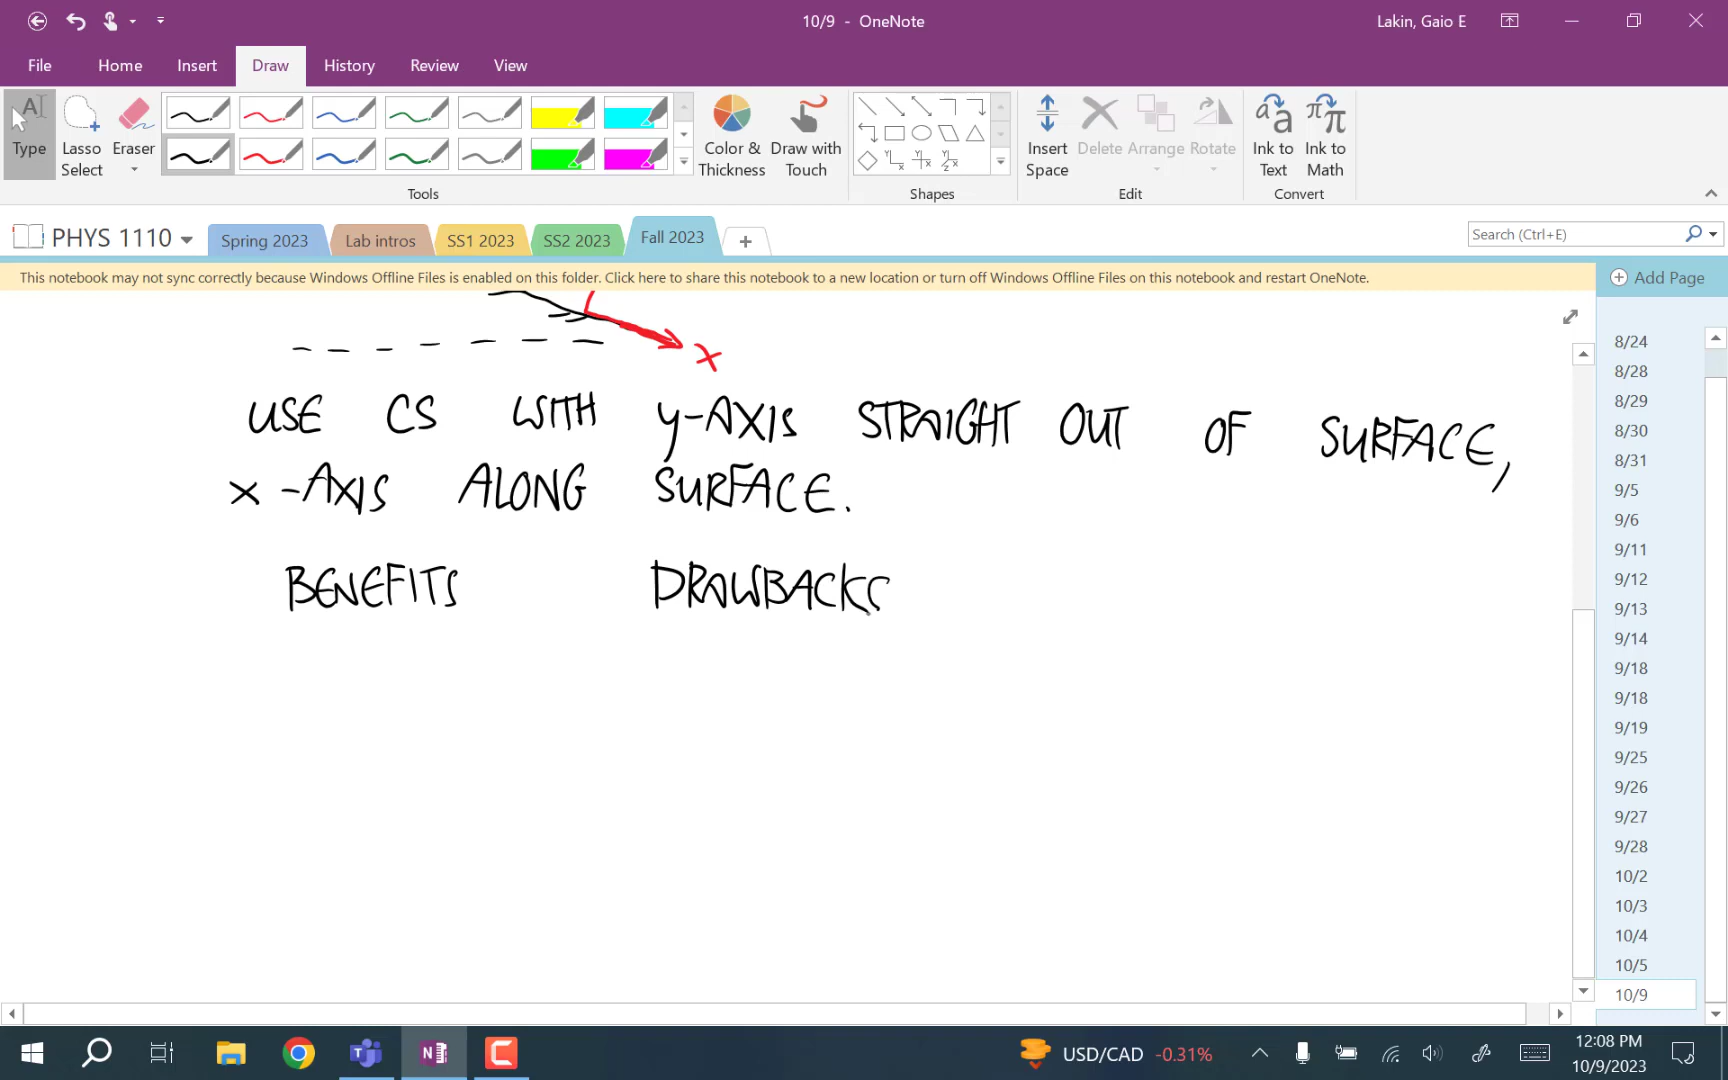 10/9 - OneNote
Lakin, Gaio E
File Home Insert Draw History Review View
Type
Lasso Select
Eraser
Color & Thickness
Draw with Touch
Insert Space
Delete
Arrange
Rotate
Ink to Text
Ink to Math
Tools Shapes Edit Convert
PHYS 1110 Spring 2023 Lab intros SS1 2023 SS2 2023 Fall 2023
Search (Ctrl+E)
This notebook may not sync correctly because Windows Offline Files is enabled on this folder. Click here to share this notebook to a new location or turn off Windows Offline Files on this notebook and restart OneNote.
Add Page
x
USE CS WITH y-AXIS STRAIGHT OUT OF SURFACE,
x-AXIS ALONG SURFACE.
BENEFITS DRAWBACKS
8/24
8/28
8/29
8/30
8/31
9/5
9/6
9/11
9/12
9/13
9/14
9/18
9/18
9/19
9/25
9/26
9/27
9/28
10/2
10/3
10/4
10/5
10/9
USD/CAD -0.31%
12:08 PM
10/9/2023